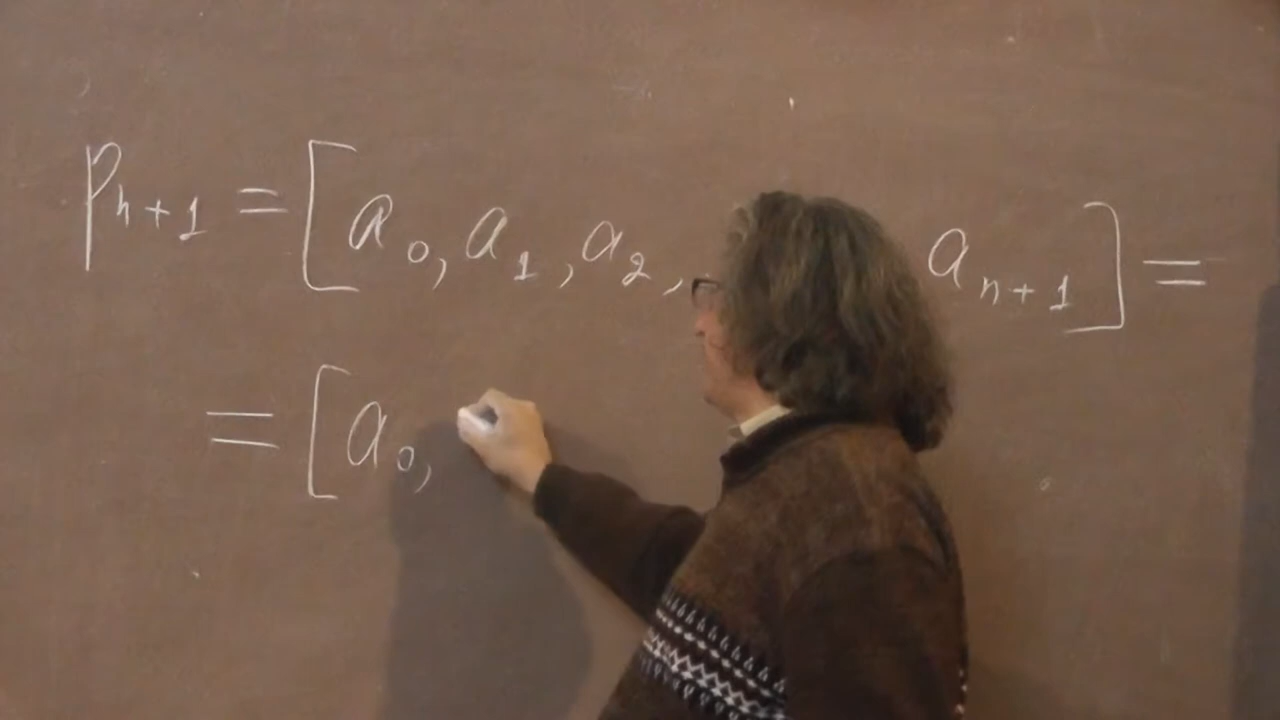 p_{n+1} = [a_0, a_1, a_2, a_{n+1}] =
= [a_0,